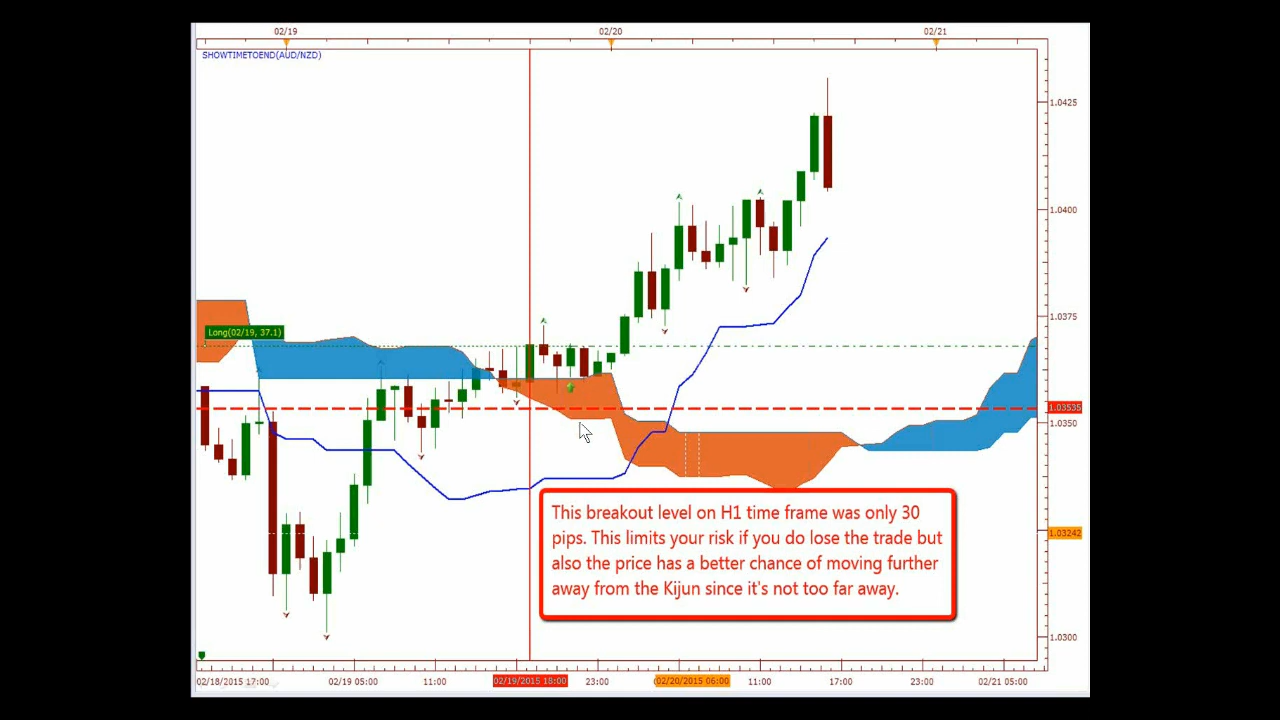 02/19 02/20 02/21
SHOWTIMETOEND(AUD/NZD)
1.0425
1.0400
1.0375
Long(02/19, 37.1)
1.03535
1.0350
This breakout level on H1 time frame was only 30
pips. This limits your risk if you do lose the trade but
also the price has a better chance of moving further
away from the Kijun since it's not too far away.
1.03242
1.0300
02/18/2015 17:00 02/19 05:00 11:00 02/19/2015 18:00 23:00 02/20/2015 06:00 11:00 17:00 23:00 02/21 05:00